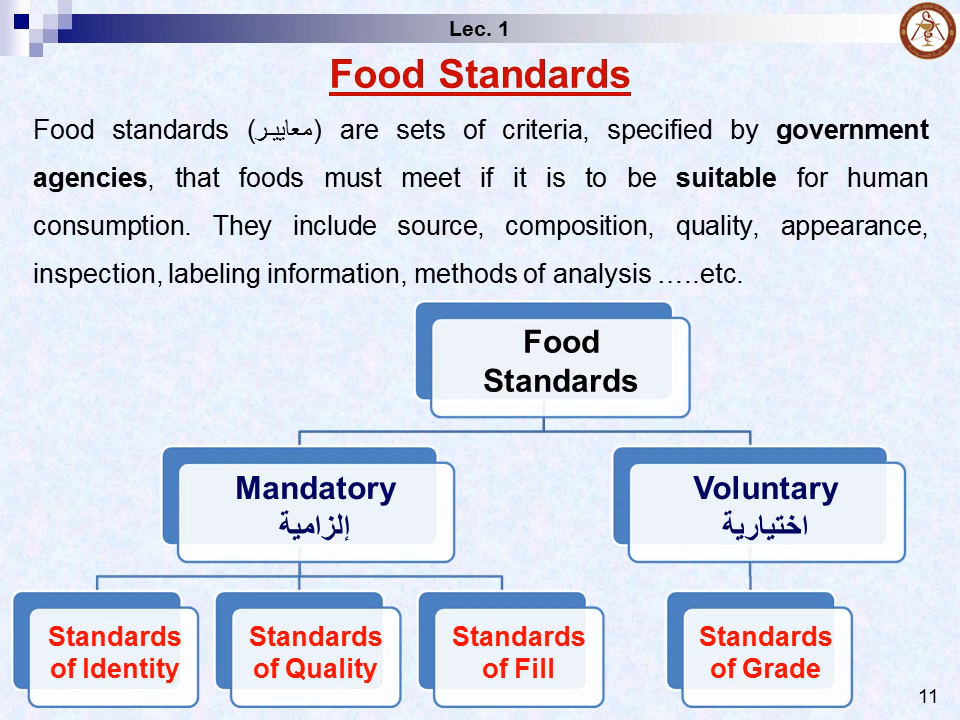 Lec. 1
Food Standards
Food standards (معايير) are sets of criteria, specified by government
agencies, that foods must meet if it is to be suitable for human
consumption. They include source, composition, quality, appearance,
inspection, labeling information, methods of analysis …..etc.
Food
Standards
Mandatory
إلزامية
Voluntary
اختيارية
Standards
of Identity
Standards
of Quality
Standards
of Fill
Standards
of Grade
11